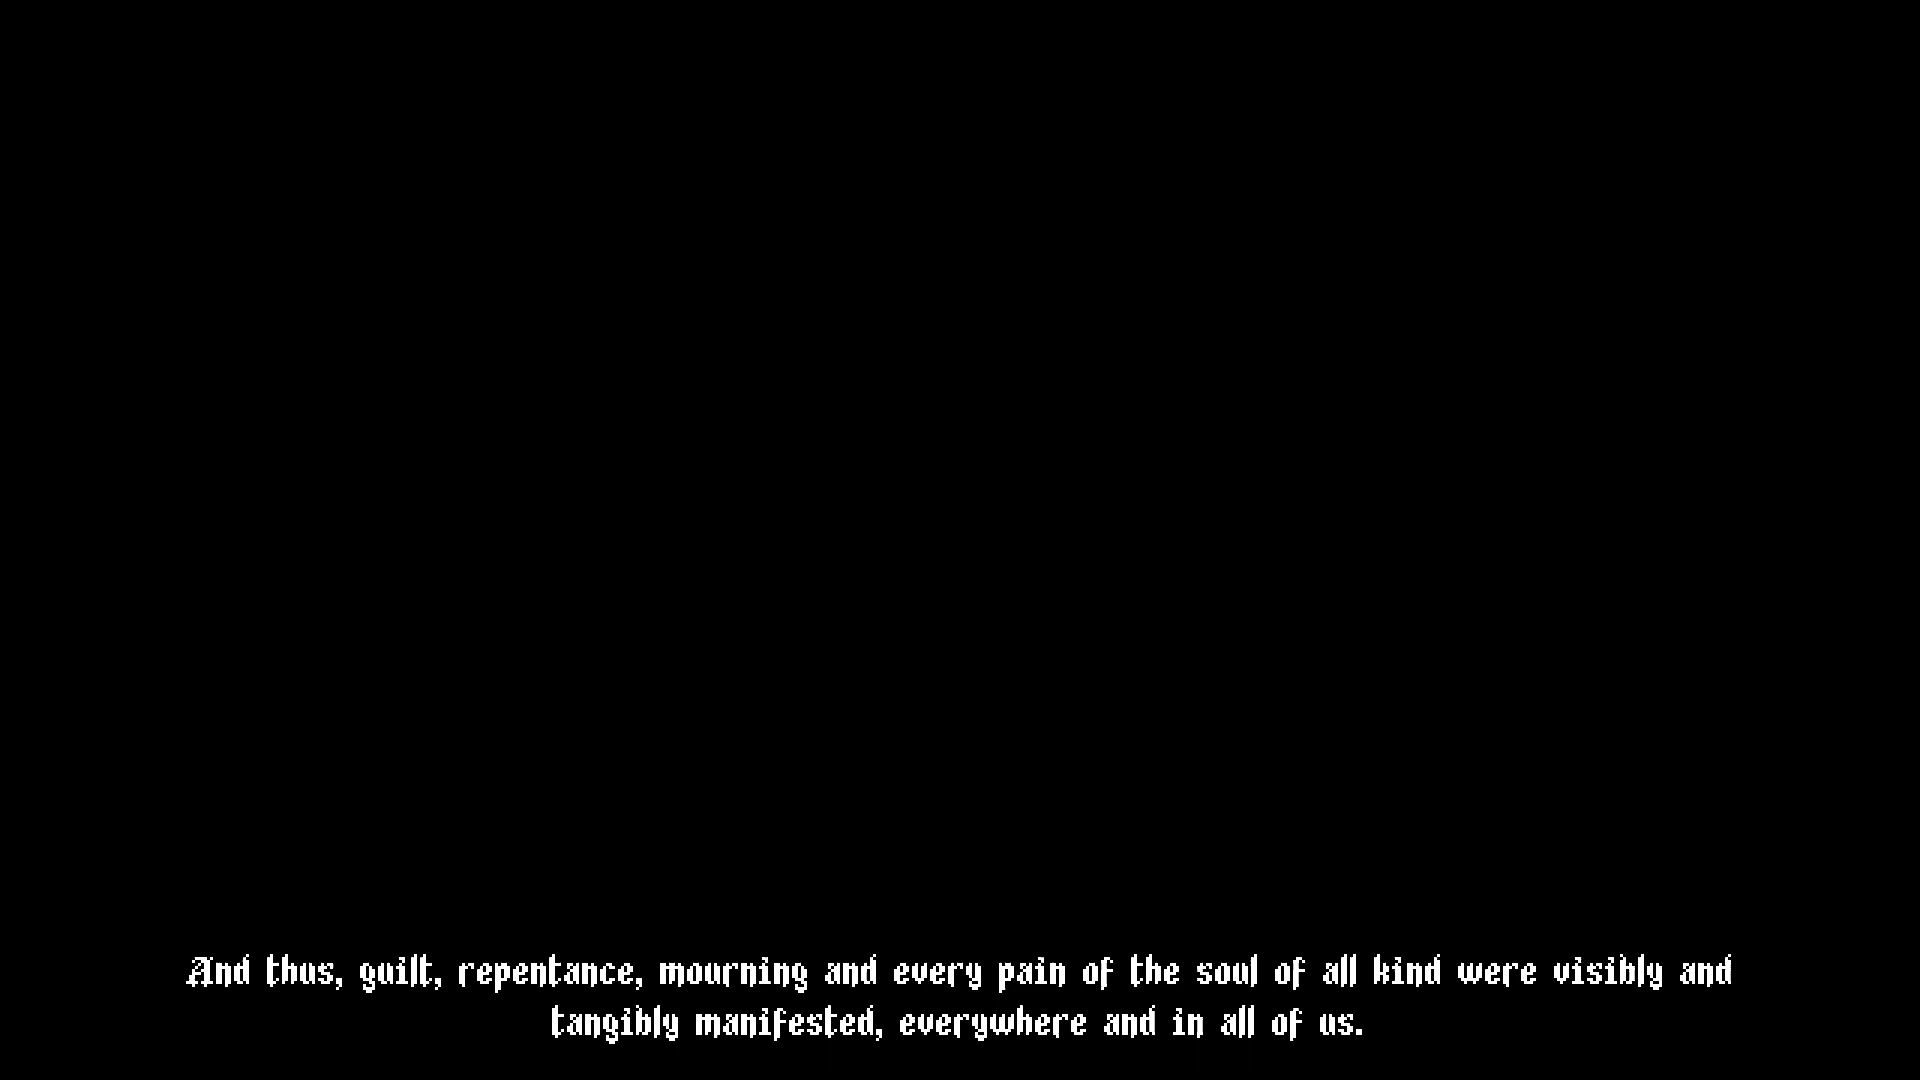 And thus, guilt, repentance, mourning and every pain of the soul of all kind were visibly and
tangibly manifested, everywhere and in all of us.